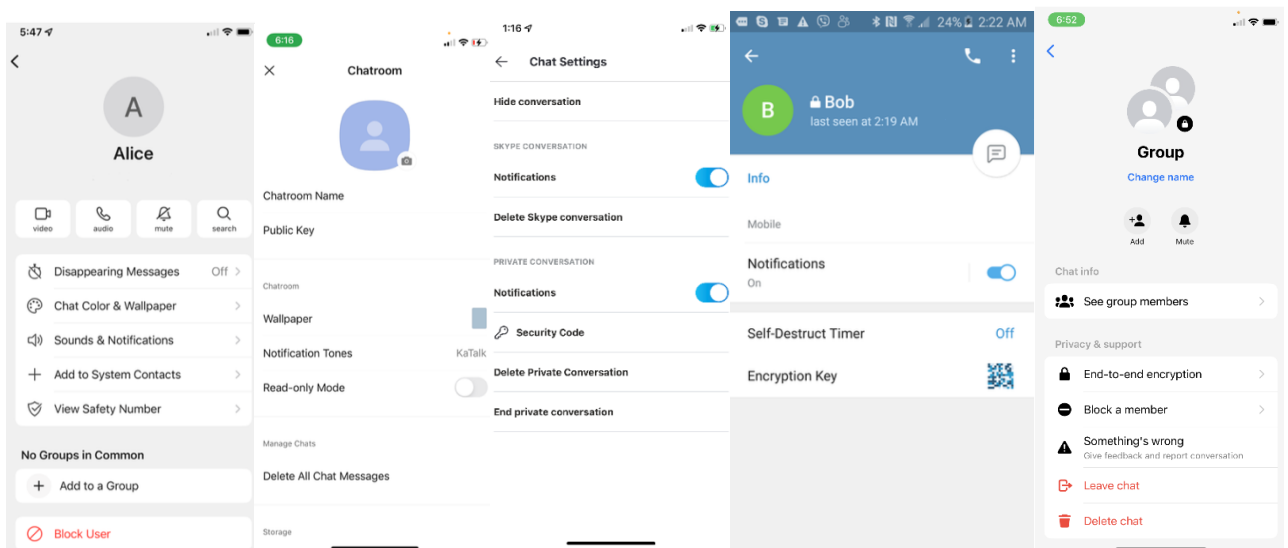 5:47
A
Alice
video
audio
mute
search
Disappearing Messages
Off
Chat Color & Wallpaper
Sounds & Notifications
Add to System Contacts
View Safety Number
No Groups in Common
Add to a Group
Block User
6:16
Chatroom
Chatroom Name
Public Key
Chatroom
Wallpaper
Notification Tones
KaTalk
Read-only Mode
Manage Chats
Delete All Chat Messages
Storage
1:16
Chat Settings
Hide conversation
SKYPE CONVERSATION
Notifications
Delete Skype conversation
PRIVATE CONVERSATION
Notifications
Security Code
Delete Private Conversation
End private conversation
24% 2:22 AM
B
Bob
last seen at 2:19 AM
Info
Mobile
Notifications
On
Self-Destruct Timer
Off
Encryption Key
6:52
Group
Change name
Add
Mute
Chat info
See group members
Privacy & support
End-to-end encryption
Block a member
Something's wrong
Give feedback and report conversation
Leave chat
Delete chat